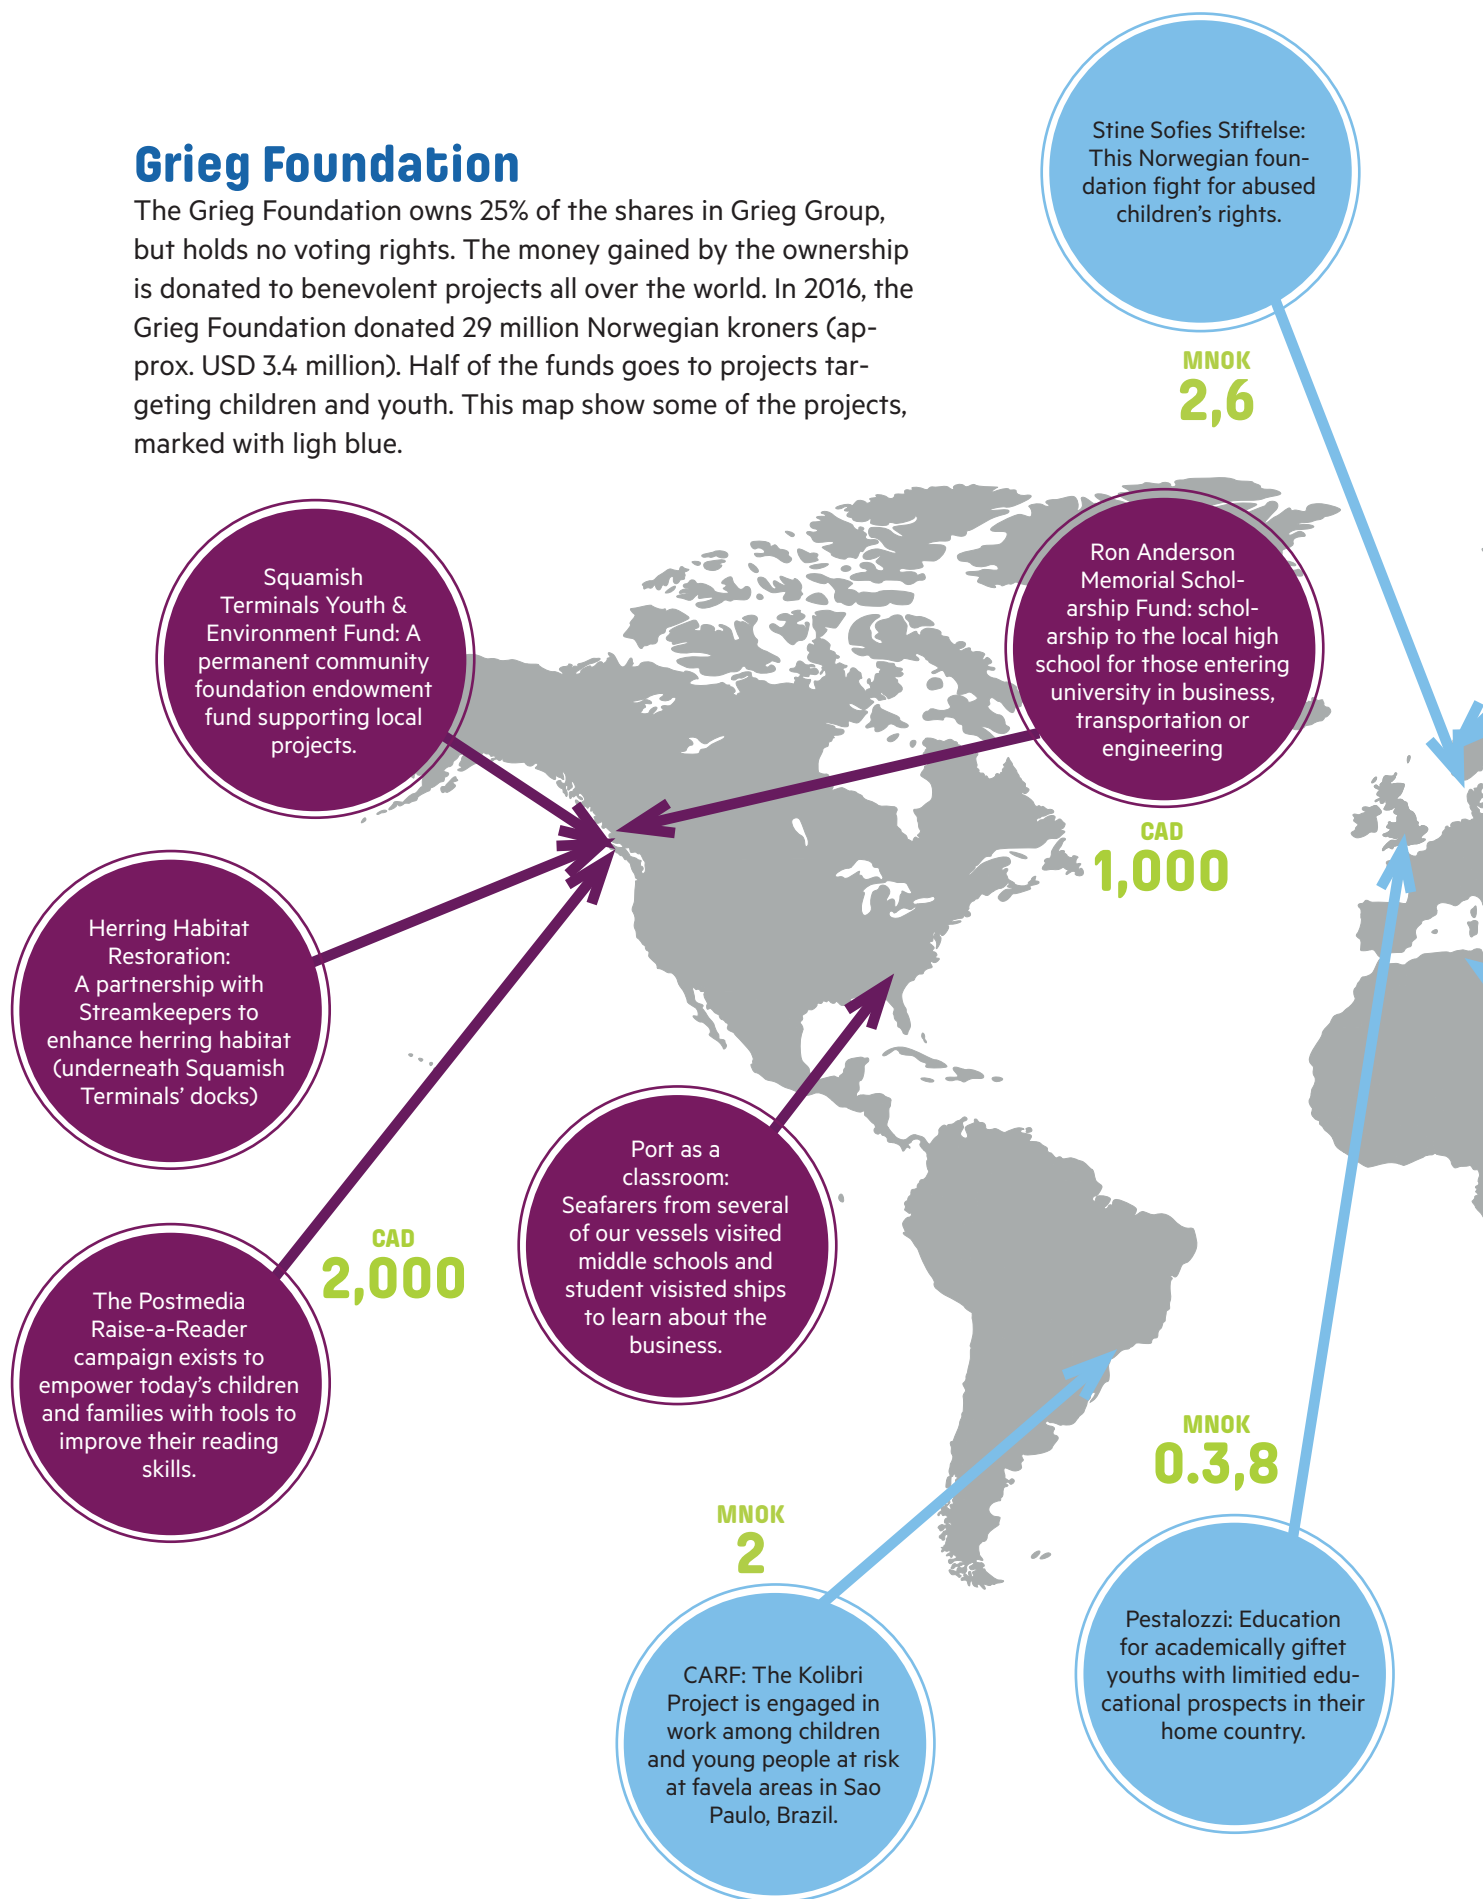 Grieg Foundation
The Grieg Foundation owns 25% of the shares in Grieg Group,
but holds no voting rights. The money gained by the ownership
is donated to benevolent projects all over the world. In 2016, the
Grieg Foundation donated 29 million Norwegian kroners (ap-
prox. USD 3.4 million). Half of the funds goes to projects tar-
geting children and youth. This map show some of the projects,
marked with ligh blue.
Stine Sofies Stiftelse:
This Norwegian foun-
dation fight for abused
children's rights.
MNOK
2,6
Squamish
Terminals Youth &
Environment Fund: A
permanent community
foundation endowment
fund supporting local
projects.
Ron Anderson
Memorial Schol-
arship Fund: schol-
arship to the local high
school for those entering
university in business,
transportation or
engineering
CAD
1,000
Herring Habitat
Restoration:
A partnership with
Streamkeepers to
enhance herring habitat
(underneath Squamish
Terminals' docks)
Port as a
classroom:
Seafarers from several
of our vessels visited
middle schools and
student visisted ships
to learn about the
business.
CAD
2,000
The Postmedia
Raise-a-Reader
campaign exists to
empower today's children
and families with tools to
improve their reading
skills.
MNOK
0.3,8
MNOK
2
CARF: The Kolibri
Project is engaged in
work among children
and young people at risk
at favela areas in Sao
Paulo, Brazil.
Pestalozzi: Education
for academically giftet
youths with limitied edu-
cational prospects in their
home country.